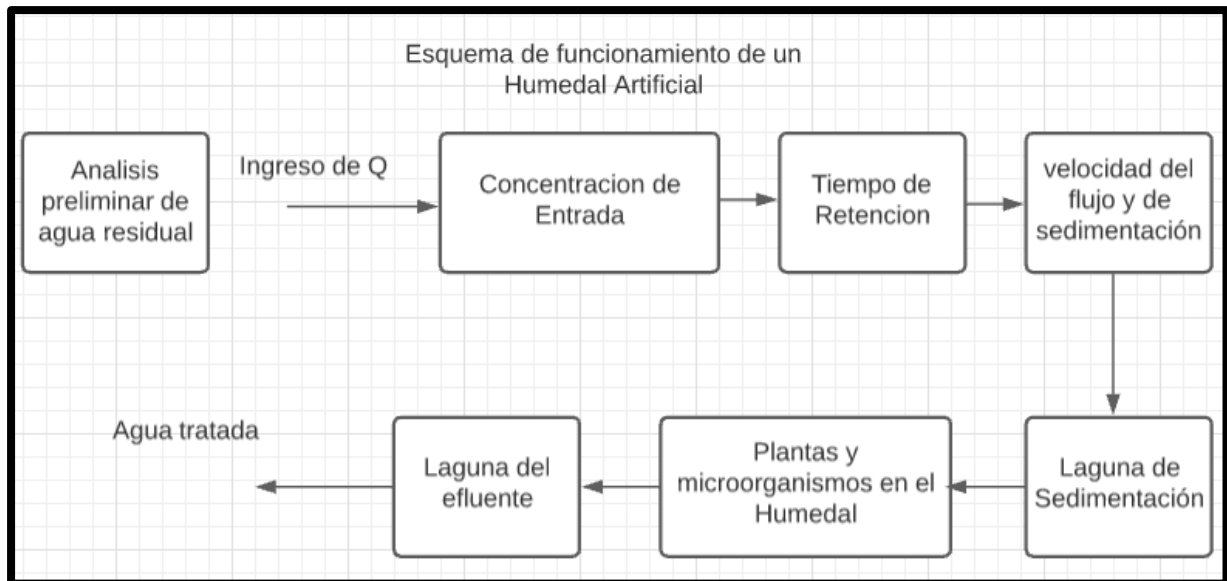 Esquema de funcionamiento de un
Humedal Artificial
Analisis
preliminar de
agua residual
Ingreso de Q
Concentracion de
Entrada
Tiempo de
Retencion
velocidad del
flujo y de
sedimentación
Laguna de
Sedimentación
Plantas y
microorganismos en el
Humedal
Laguna del
efluente
Agua tratada